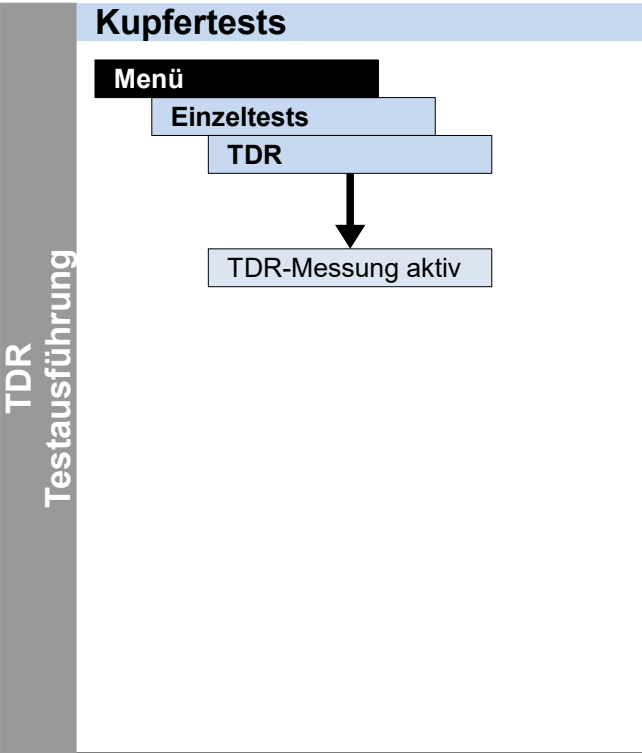 Kupfertests
Menü
Einzeltests
TDR
TDR-Messung aktiv
TDR
Testausführung